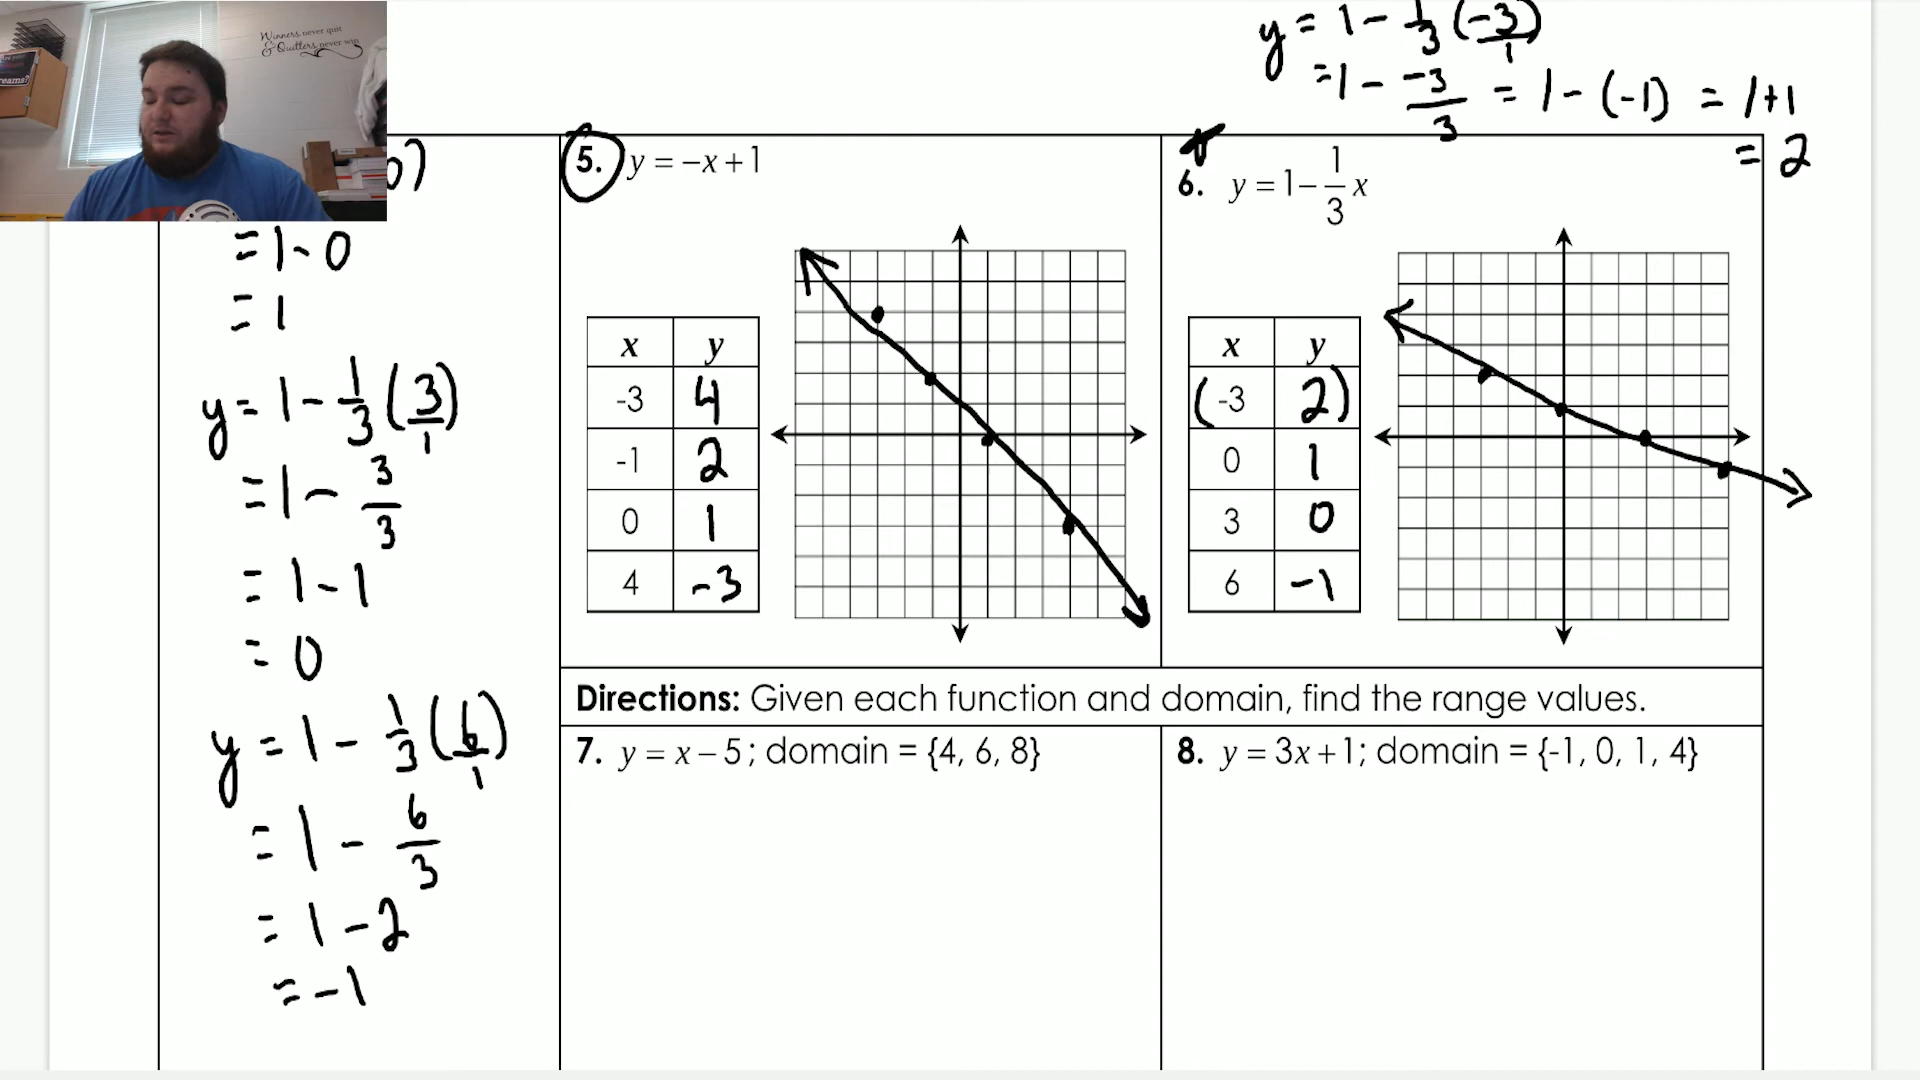 Winners never quit
& Quitters never win
reams?
y = 1 - 1/3 (-3/1)
= 1 - -3/3 = 1 - (-1) = 1+1
= 2
0)
= 1 - 0
= 1
y = 1 - 1/3 (3/1)
= 1 - 3/3
= 1 - 1
= 0
y = 1 - 1/3 (6/1)
= 1 - 6/3
= 1 - 2
= -1
5. y = −x + 1
x y
-3 4
-1 2
0 1
4 -3
6. y = 1 − 1/3 x
x y
(-3 2)
0 1
3 0
6 -1
Directions: Given each function and domain, find the range values.
7. y = x − 5; domain = {4, 6, 8}
8. y = 3x + 1; domain = {-1, 0, 1, 4}